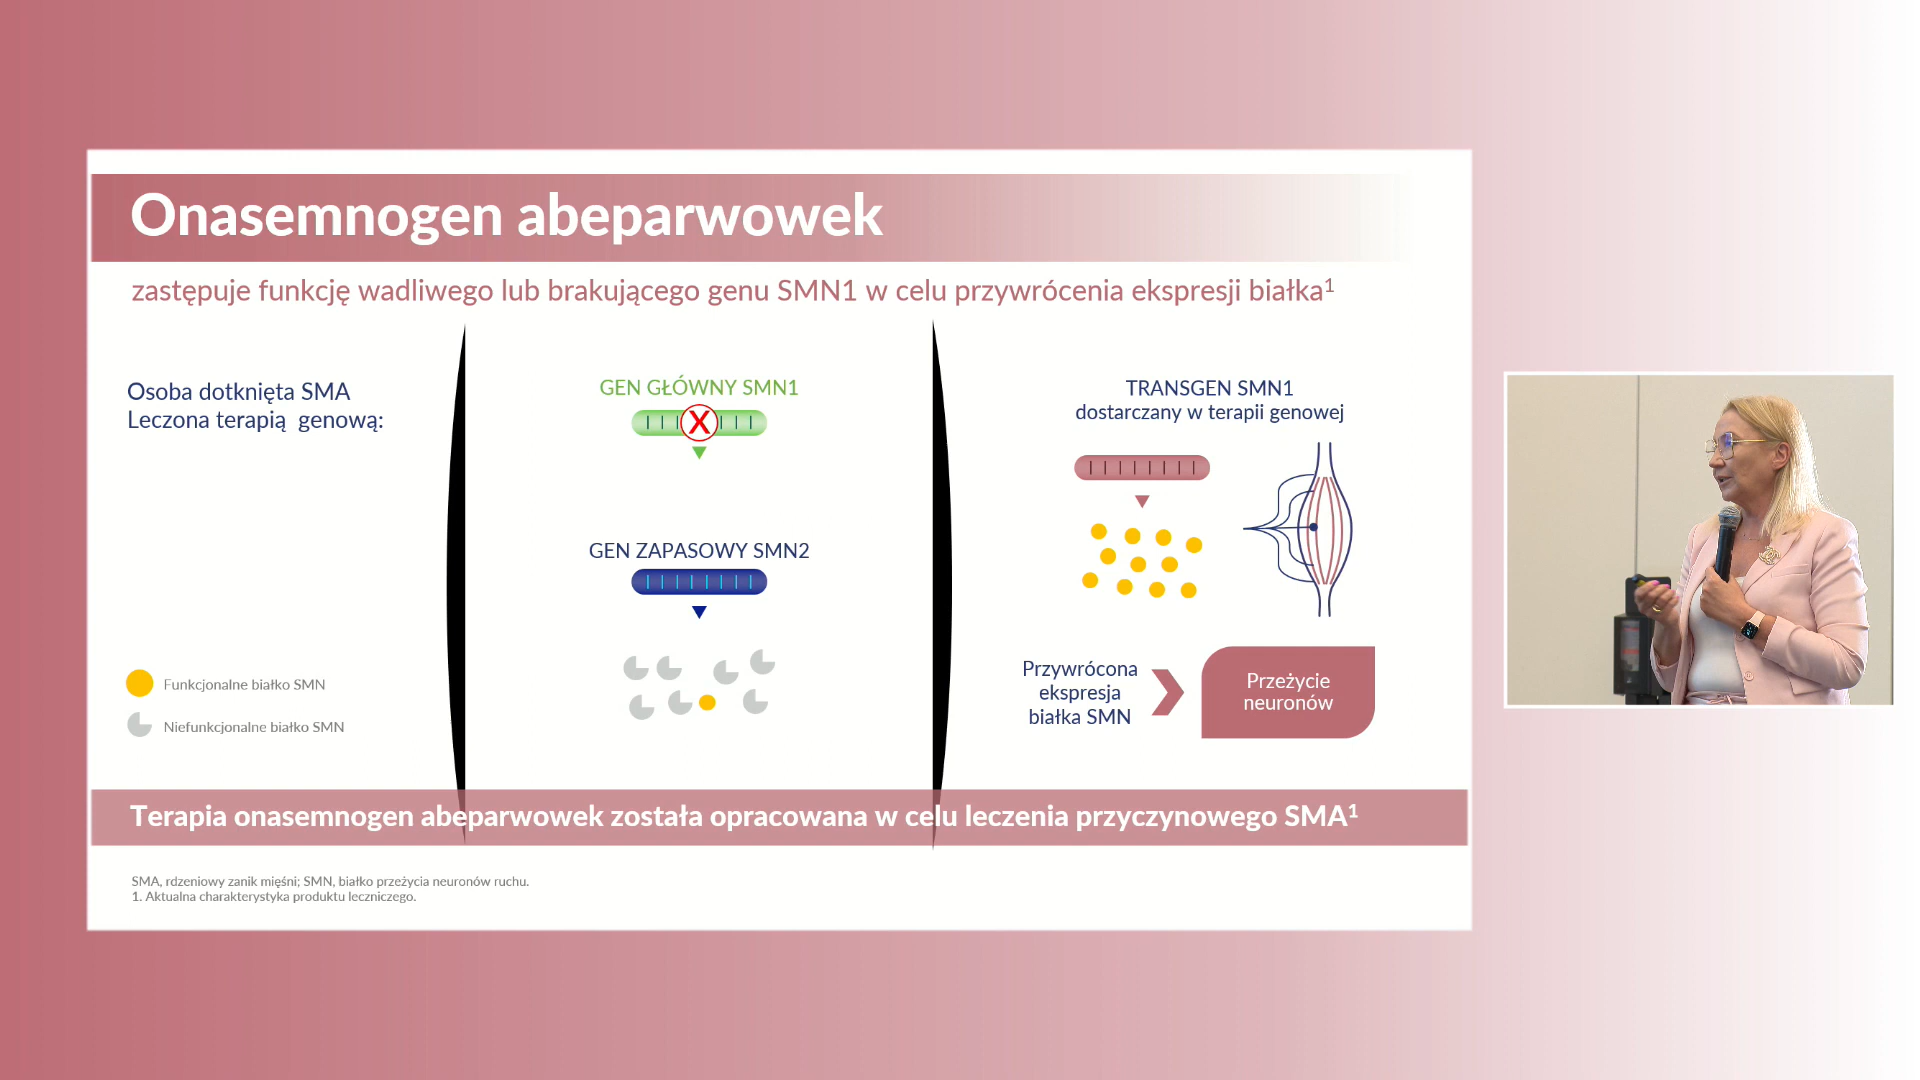 Onasemnogen abeparwowek
zastępuje funkcję wadliwego lub brakującego genu SMN1 w celu przywrócenia ekspresji białka¹
Osoba dotknięta SMA
Leczona terapią genową:
Funkcjonalne białko SMN
Niefunkcjonalne białko SMN
GEN GŁÓWNY SMN1
X
GEN ZAPASOWY SMN2
TRANSGEN SMN1
dostarczany w terapii genowej
Przywrócona
ekspresja
białka SMN
Przeżycie
neuronów
Terapia onasemnogen abeparwowek została opracowana w celu leczenia przyczynowego SMA¹
SMA, rdzeniowy zanik mięśni; SMN, białko przeżycia neuronów ruchu.
1. Aktualna charakterystyka produktu leczniczego.